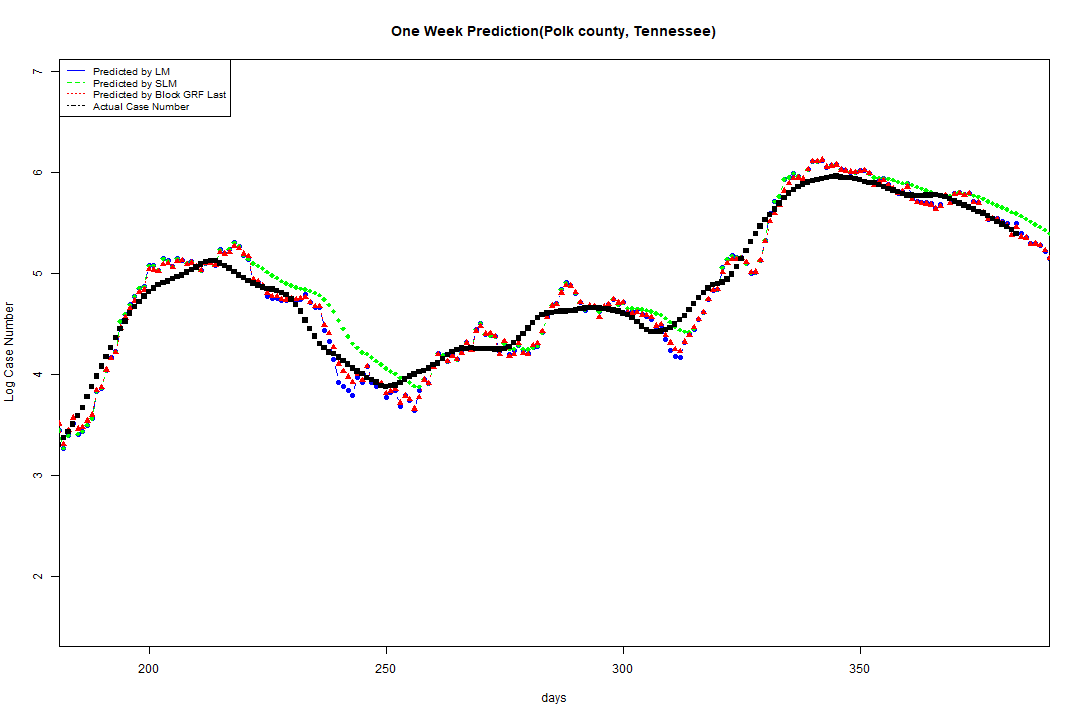 One Week Prediction(Polk county, Tennessee)
Predicted by LM
Predicted by SLM
Predicted by Block GRF Last
Actual Case Number
7
6
5
4
3
2
Log Case Number
200 250 300 350
days